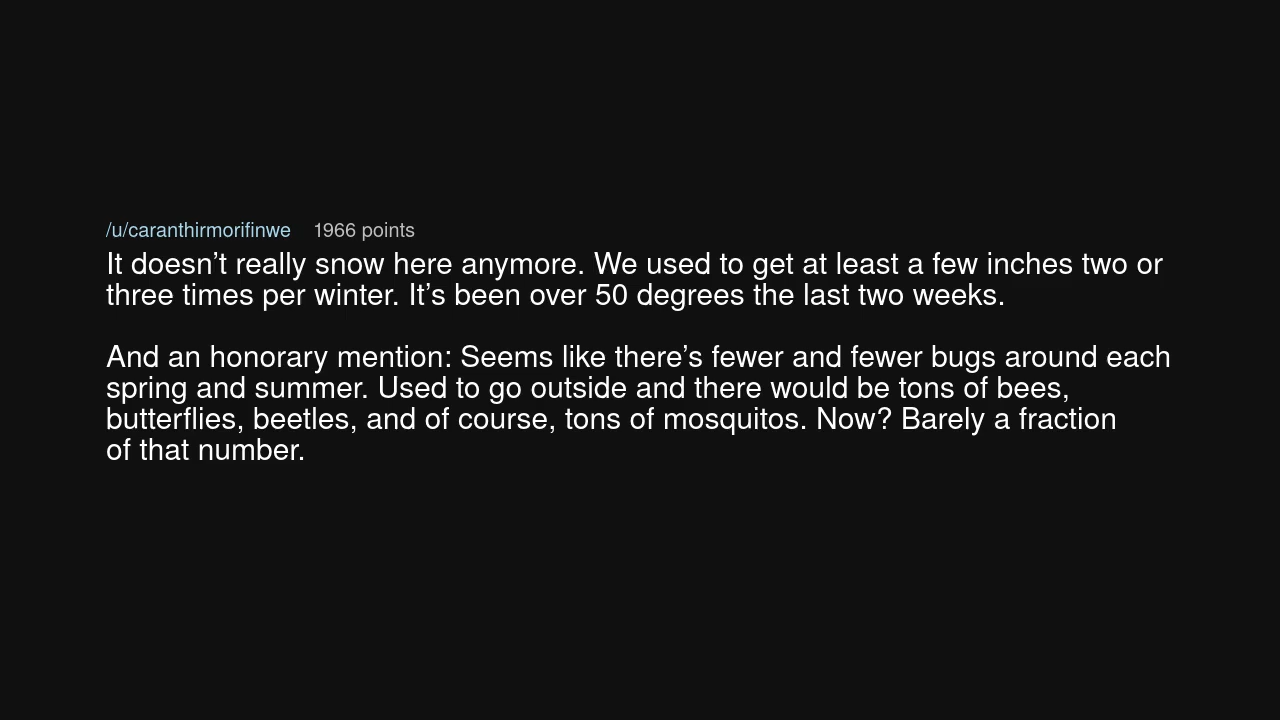 /u/caranthirmorifinwe 1966 points
It doesn’t really snow here anymore. We used to get at least a few inches two or
three times per winter. It’s been over 50 degrees the last two weeks.
And an honorary mention: Seems like there’s fewer and fewer bugs around each
spring and summer. Used to go outside and there would be tons of bees,
butterflies, beetles, and of course, tons of mosquitos. Now? Barely a fraction
of that number.